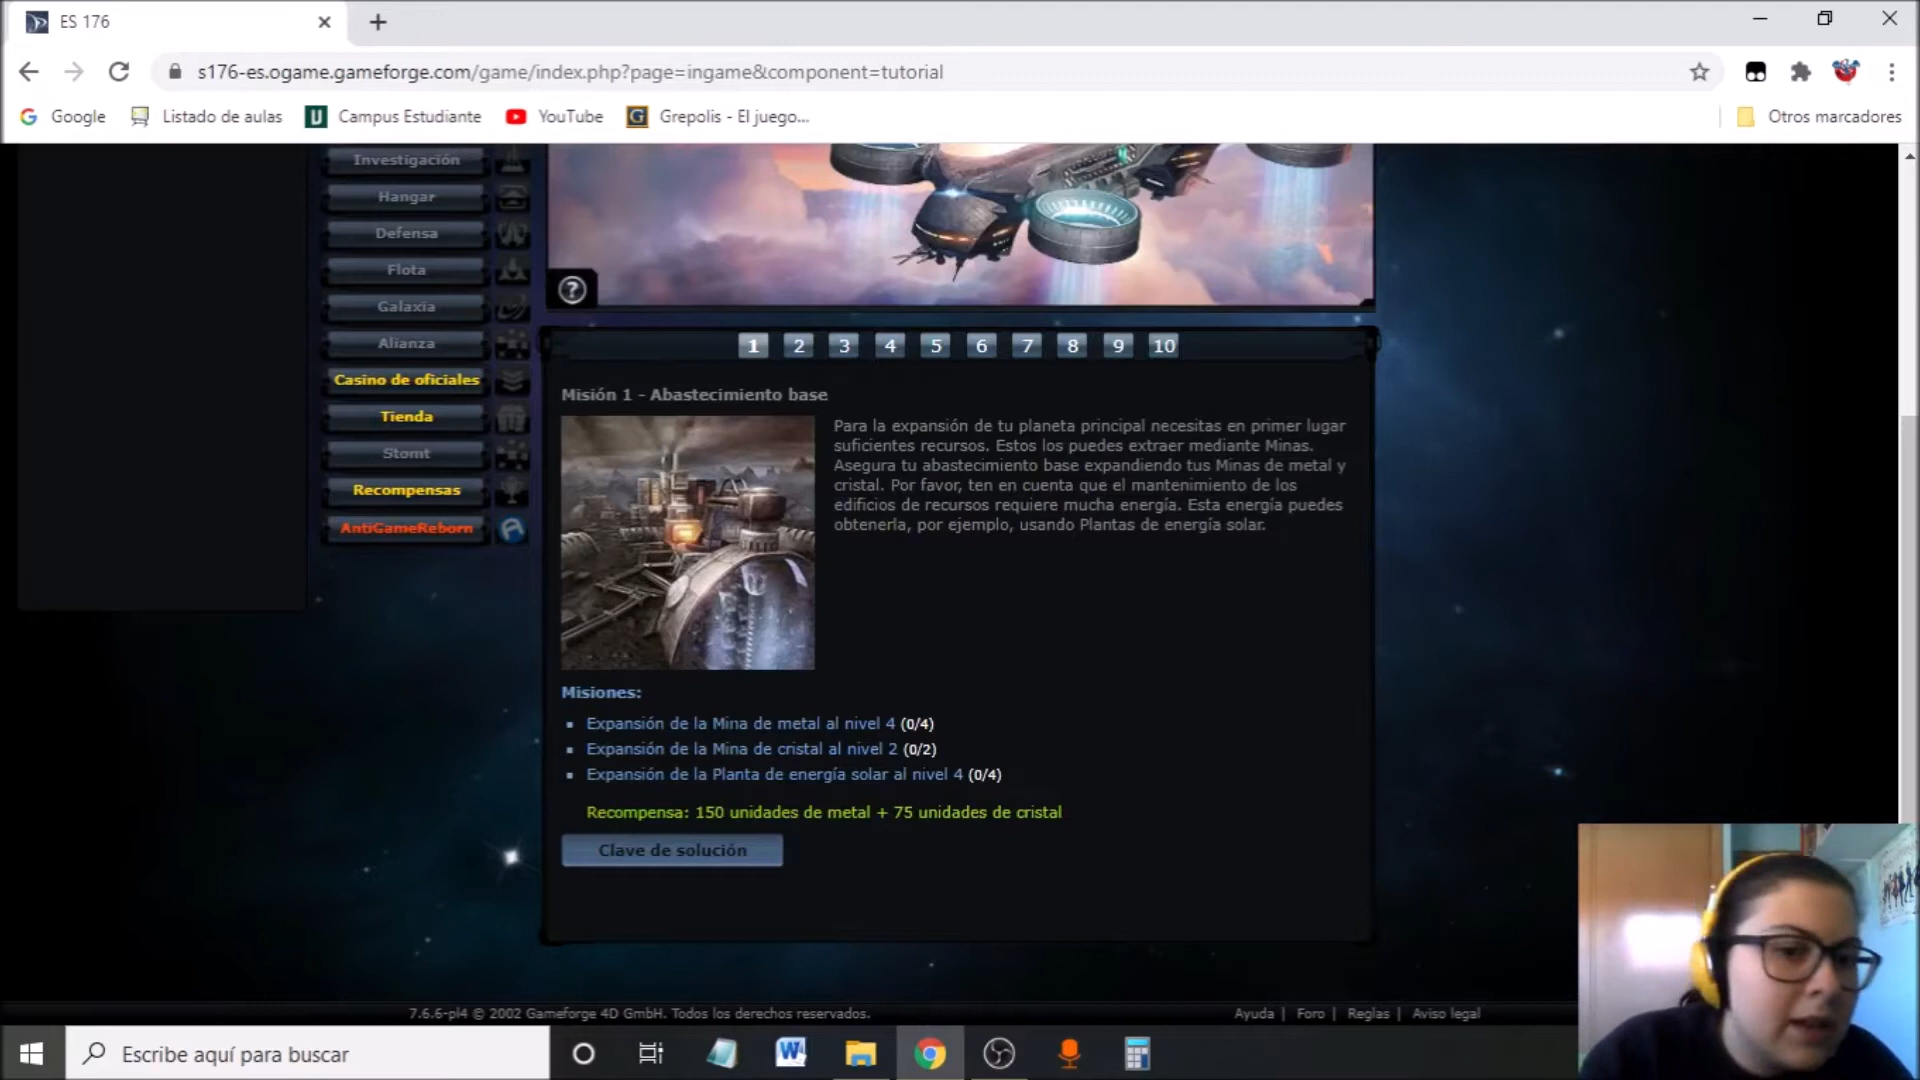 ES 176
s176-es.ogame.gameforge.com/game/index.php?page=ingame&component=tutorial
Google
Listado de aulas
U
Campus Estudiante
YouTube
G
Grepolis - El juego...
Otros marcadores
Investigación
Hangar
Defensa
Flota
Galaxia
Alianza
Casino de oficiales
Tienda
Stomt
Recompensas
AntiGameReborn
?
1 2 3 4 5 6 7 8 9 10
Misión 1 - Abastecimiento base
Para la expansión de tu planeta principal necesitas en primer lugar
suficientes recursos. Estos los puedes extraer mediante Minas.
Asegura tu abastecimiento base expandiendo tus Minas de metal y
cristal. Por favor, ten en cuenta que el mantenimiento de los
edificios de recursos requiere mucha energía. Esta energía puedes
obtenerla, por ejemplo, usando Plantas de energía solar.
Misiones:
Expansión de la Mina de metal al nivel 4 (0/4)
Expansión de la Mina de cristal al nivel 2 (0/2)
Expansión de la Planta de energía solar al nivel 4 (0/4)
Recompensa: 150 unidades de metal + 75 unidades de cristal
Clave de solución
7.6.6-pl4 © 2002 Gameforge 4D GmbH. Todos los derechos reservados.
Ayuda | Foro | Reglas | Aviso legal
Escribe aquí para buscar
W